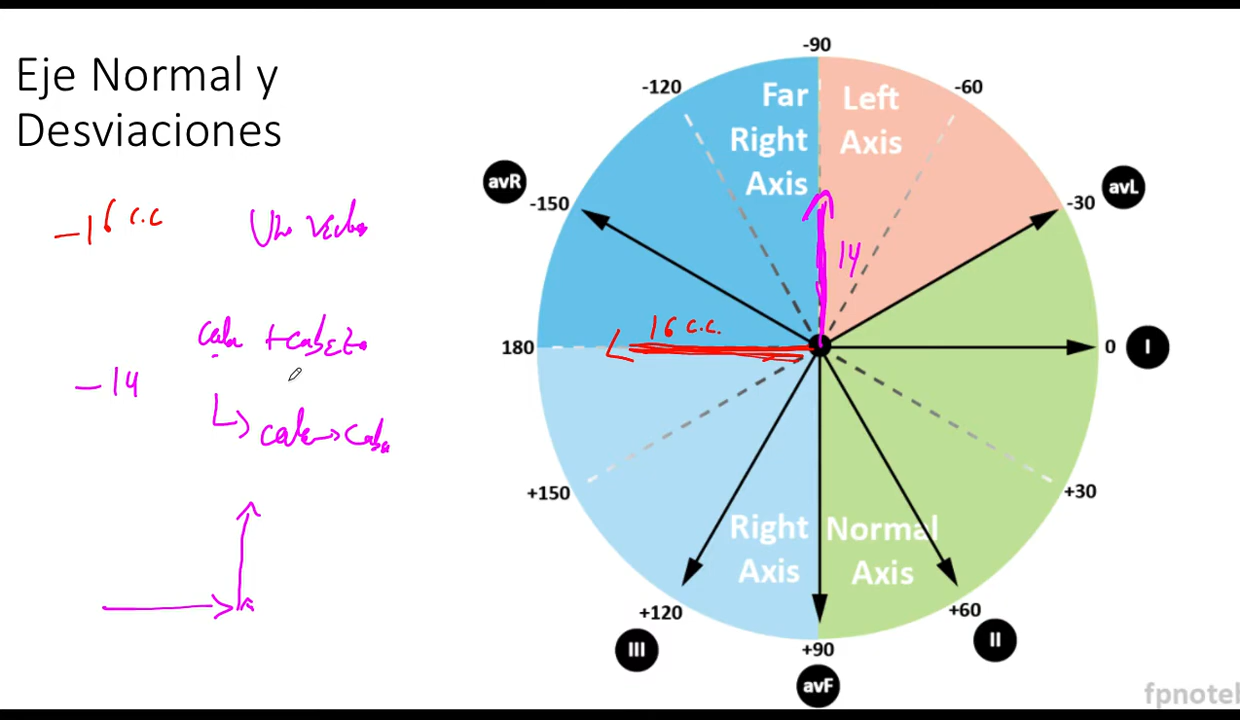 Eje Normal y
Desviaciones
-16 c.c
-14
-90
-120
-60
Far
Right
Axis
Left
Axis
avR
-150
-30
avL
14
16 c.c.
180
0
I
+150
+30
Right
Axis
Normal
Axis
+120
+60
III
II
+90
avF
fpnoteb